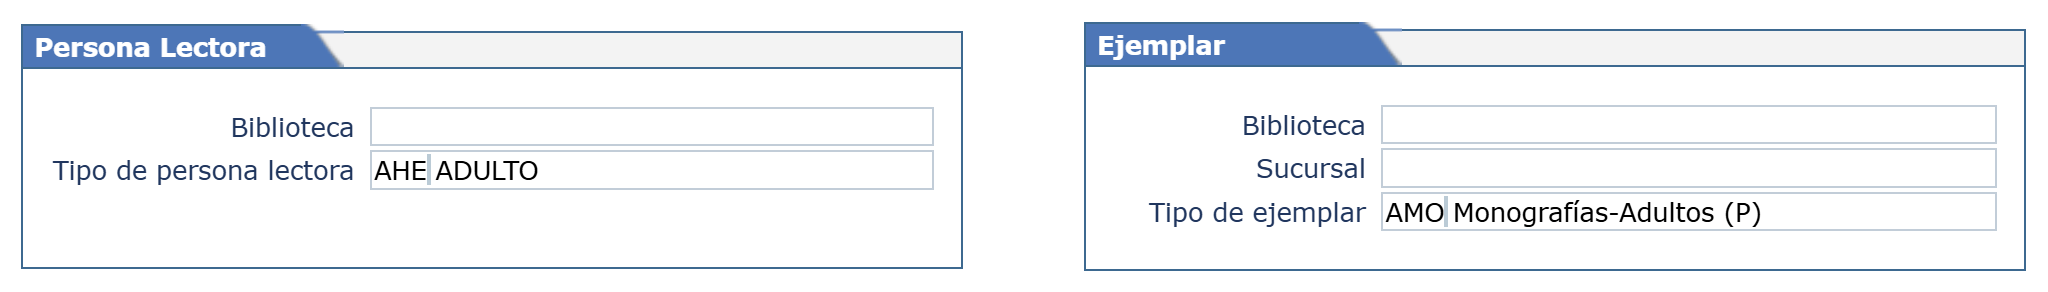 Persona Lectora
Biblioteca
Tipo de persona lectora AHE ADULTO
Ejemplar
Biblioteca
Sucursal
Tipo de ejemplar AMO Monografías-Adultos (P)